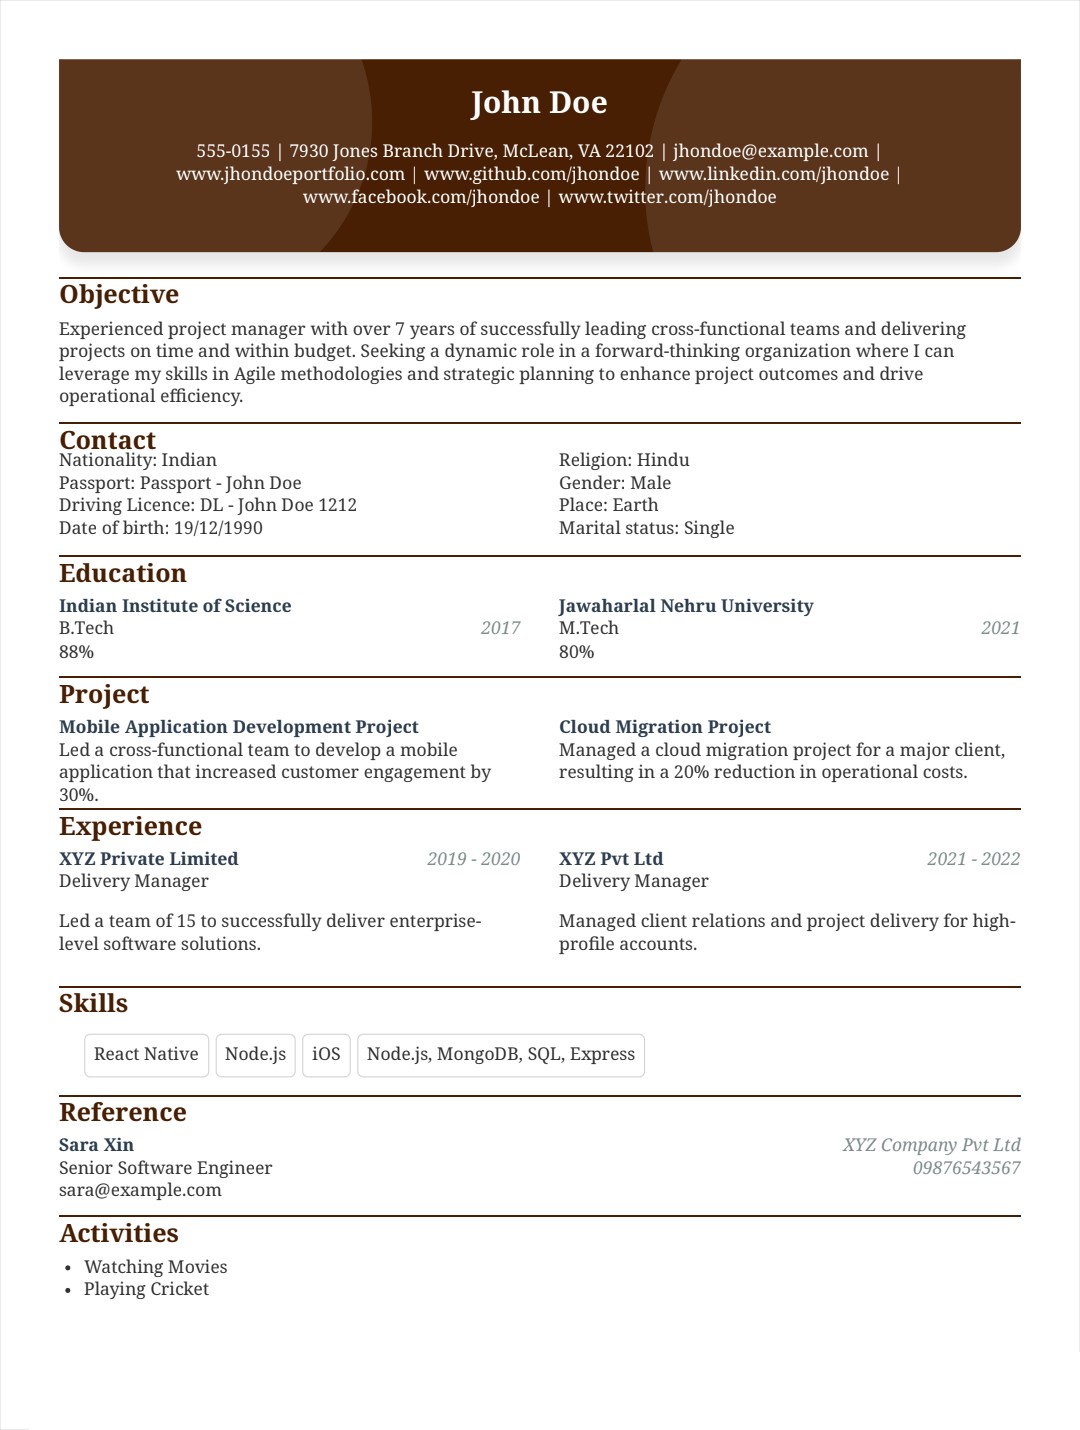 John Doe
555-0155 | 7930 Jones Branch Drive, McLean, VA 22102 | jhondoe@example.com |
www.jhondoeportfolio.com | www.github.com/jhondoe | www.linkedin.com/jhondoe |
www.facebook.com/jhondoe | www.twitter.com/jhondoe
Objective
Experienced project manager with over 7 years of successfully leading cross-functional teams and delivering
projects on time and within budget. Seeking a dynamic role in a forward-thinking organization where I can
leverage my skills in Agile methodologies and strategic planning to enhance project outcomes and drive
operational efficiency.
Contact
Nationality: Indian
Passport: Passport - John Doe
Driving Licence: DL - John Doe 1212
Date of birth: 19/12/1990
Religion: Hindu
Gender: Male
Place: Earth
Marital status: Single
Education
Indian Institute of Science
B.Tech 2017
88%
Jawaharlal Nehru University
M.Tech 2021
80%
Project
Mobile Application Development Project
Led a cross-functional team to develop a mobile
application that increased customer engagement by
30%.
Cloud Migration Project
Managed a cloud migration project for a major client,
resulting in a 20% reduction in operational costs.
Experience
XYZ Private Limited 2019 - 2020
Delivery Manager
Led a team of 15 to successfully deliver enterprise-
level software solutions.
XYZ Pvt Ltd 2021 - 2022
Delivery Manager
Managed client relations and project delivery for high-
profile accounts.
Skills
React Native Node.js iOS Node.js, MongoDB, SQL, Express
Reference
Sara Xin XYZ Company Pvt Ltd
Senior Software Engineer 09876543567
sara@example.com
Activities
• Watching Movies
• Playing Cricket